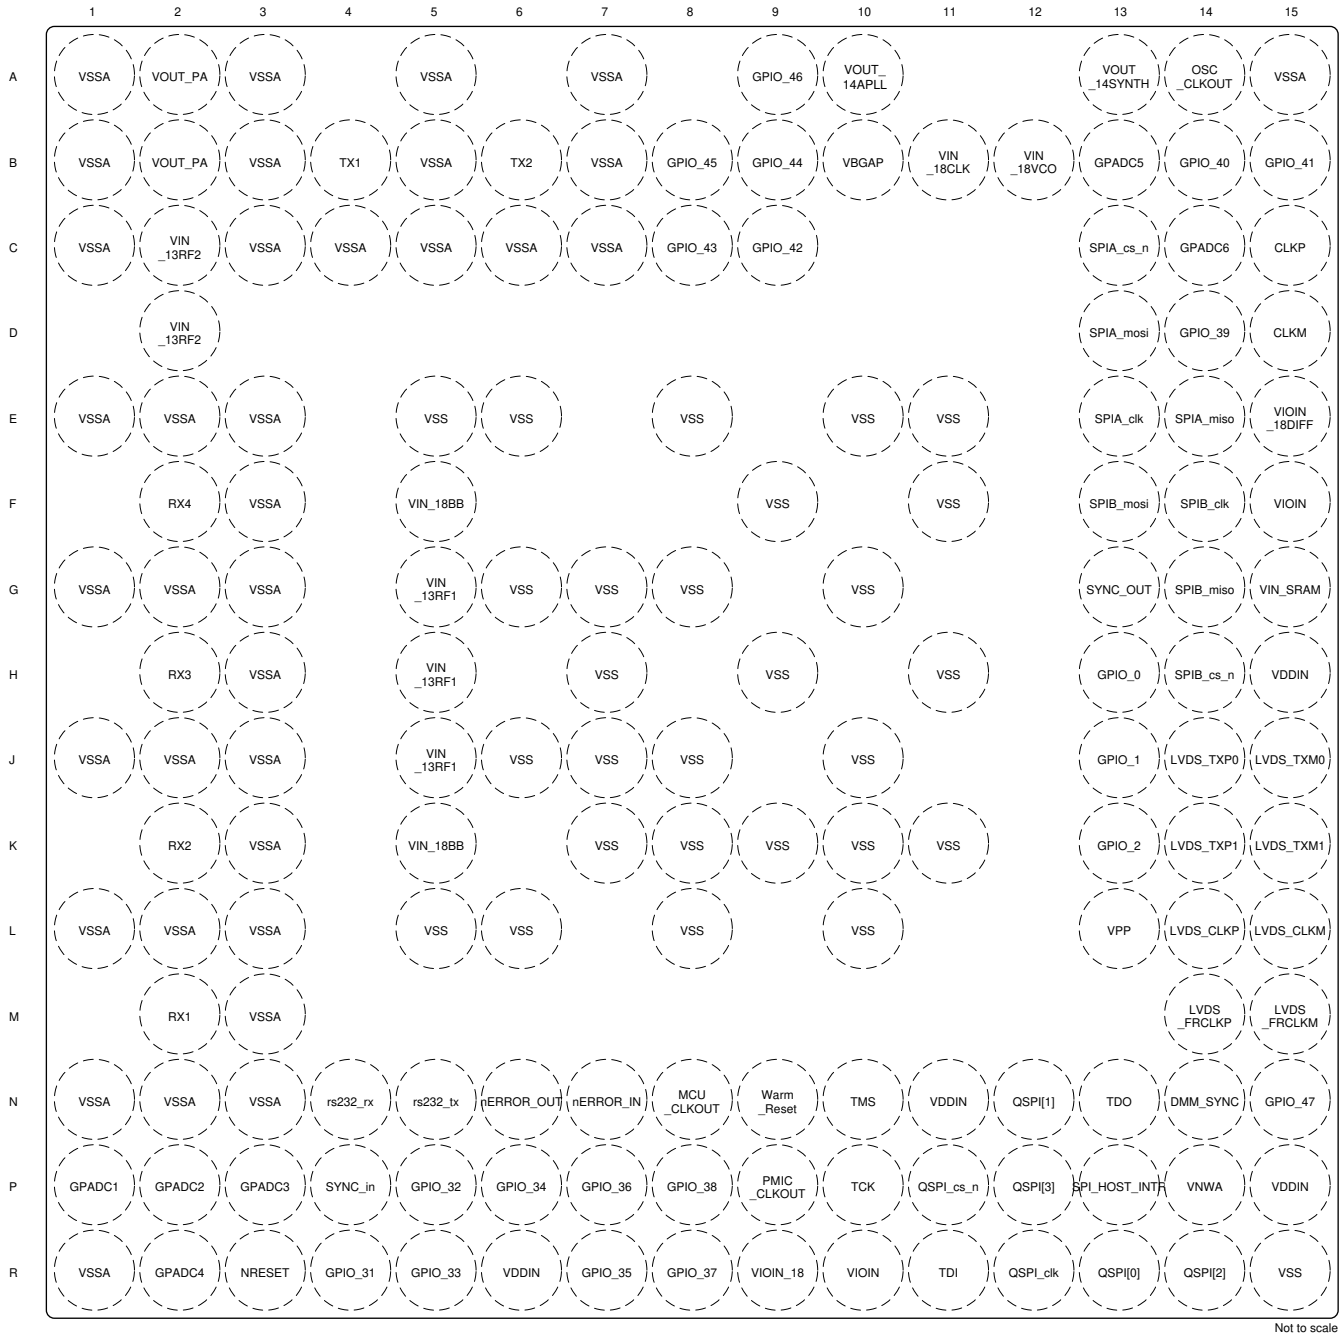 1 2 3 4 5 6 7 8 9 10 11 12 13 14 15
A VSSA VOUT_PA VSSA VSSA VSSA GPIO_46 VOUT_ 14APLL VOUT _14SYNTH OSC _CLKOUT VSSA
B VSSA VOUT_PA VSSA TX1 VSSA TX2 VSSA GPIO_45 GPIO_44 VBGAP VIN _18CLK VIN _18VCO GPADC5 GPIO_40 GPIO_41
C VSSA VIN _13RF2 VSSA VSSA VSSA VSSA VSSA GPIO_43 GPIO_42 SPIA_cs_n GPADC6 CLKP
D VIN _13RF2 SPIA_mosi GPIO_39 CLKM
E VSSA VSSA VSSA VSS VSS VSS VSS VSS SPIA_clk SPIA_miso VIOIN _18DIFF
F RX4 VSSA VIN_18BB VSS VSS SPIB_mosi SPIB_clk VIOIN
G VSSA VSSA VSSA VIN _13RF1 VSS VSS VSS VSS SYNC_OUT SPIB_miso VIN_SRAM
H RX3 VSSA VIN _13RF1 VSS VSS VSS GPIO_0 SPIB_cs_n VDDIN
J VSSA VSSA VSSA VIN _13RF1 VSS VSS VSS VSS GPIO_1 LVDS_TXP0 LVDS_TXM0
K RX2 VSSA VIN_18BB VSS VSS VSS VSS VSS GPIO_2 LVDS_TXP1 LVDS_TXM1
L VSSA VSSA VSSA VSS VSS VSS VSS VPP LVDS_CLKP LVDS_CLKM
M RX1 VSSA LVDS _FRCLKP LVDS _FRCLKM
N VSSA VSSA VSSA rs232_rx rs232_tx nERROR_OUT nERROR_IN MCU _CLKOUT Warm _Reset TMS VDDIN QSPI[1] TDO DMM_SYNC GPIO_47
P GPADC1 GPADC2 GPADC3 SYNC_in GPIO_32 GPIO_34 GPIO_36 GPIO_38 PMIC _CLKOUT TCK QSPI_cs_n QSPI[3] SPI_HOST_INTR VNWA VDDIN
R VSSA GPADC4 NRESET GPIO_31 GPIO_33 VDDIN GPIO_35 GPIO_37 VIOIN_18 VIOIN TDI QSPI_clk QSPI[0] QSPI[2] VSS
Not to scale